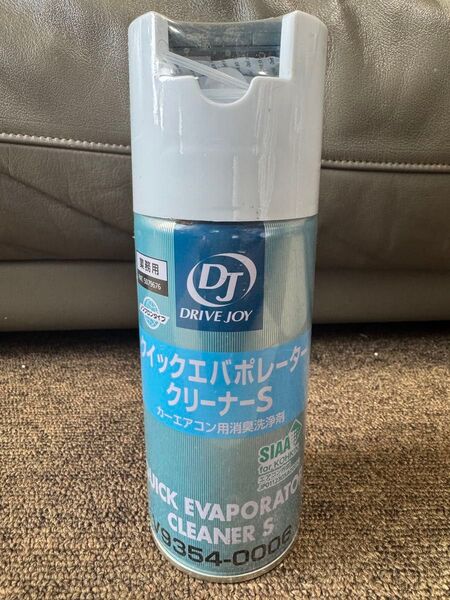 DJ
DRIVE JOY
業務用
クイックエバポレーター
クリーナーS
カーエアコン用消臭洗浄剤
SIAA
for KOHKIN
QUICK EVAPORATOR
CLEANER S
V9354-0006